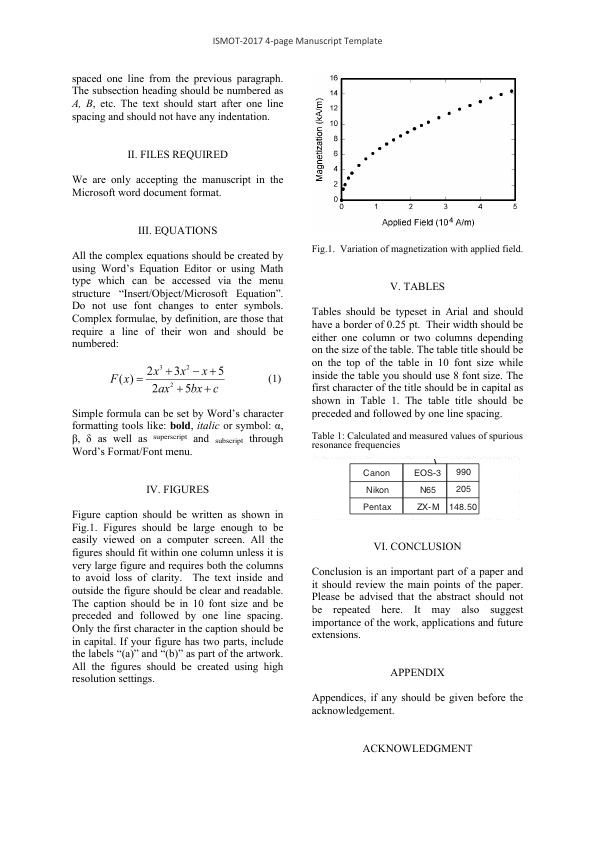 ISMOT-2017 4-page Manuscript Template
spaced one line from the previous paragraph.
The subsection heading should be numbered as
A, B, etc. The text should start after one line
spacing and should not have any indentation.
II. FILES REQUIRED
We are only accepting the manuscript in the
Microsoft word document format.
III. EQUATIONS
All the complex equations should be created by
using Word’s Equation Editor or using Math
type which can be accessed via the menu
structure “Insert/Object/Microsoft Equation”.
Do not use font changes to enter symbols.
Complex formulae, by definition, are those that
require a line of their won and should be
numbered:
F(x) = (2x³ + 3x² − x + 5) / (2ax² + 5bx + c) (1)
Simple formula can be set by Word’s character
formatting tools like: bold, italic or symbol: α,
β, δ as well as superscript and subscript through
Word’s Format/Font menu.
IV. FIGURES
Figure caption should be written as shown in
Fig.1. Figures should be large enough to be
easily viewed on a computer screen. All the
figures should fit within one column unless it is
very large figure and requires both the columns
to avoid loss of clarity. The text inside and
outside the figure should be clear and readable.
The caption should be in 10 font size and be
preceded and followed by one line spacing.
Only the first character in the caption should be
in capital. If your figure has two parts, include
the labels “(a)” and “(b)” as part of the artwork.
All the figures should be created using high
resolution settings.
Magnetization (kA/m)
16
14
12
10
8
6
4
2
0
0 1 2 3 4 5
Applied Field (10⁴ A/m)
Fig.1. Variation of magnetization with applied field.
V. TABLES
Tables should be typeset in Arial and should
have a border of 0.25 pt. Their width should be
either one column or two columns depending
on the size of the table. The table title should be
on the top of the table in 10 font size while
inside the table you should use 8 font size. The
first character of the title should be in capital as
shown in Table 1. The table title should be
preceded and followed by one line spacing.
Table 1: Calculated and measured values of spurious
resonance frequencies
Canon EOS-3 990
Nikon N65 205
Pentax ZX-M 148.50
VI. CONCLUSION
Conclusion is an important part of a paper and
it should review the main points of the paper.
Please be advised that the abstract should not
be repeated here. It may also suggest
importance of the work, applications and future
extensions.
APPENDIX
Appendices, if any should be given before the
acknowledgement.
ACKNOWLEDGMENT